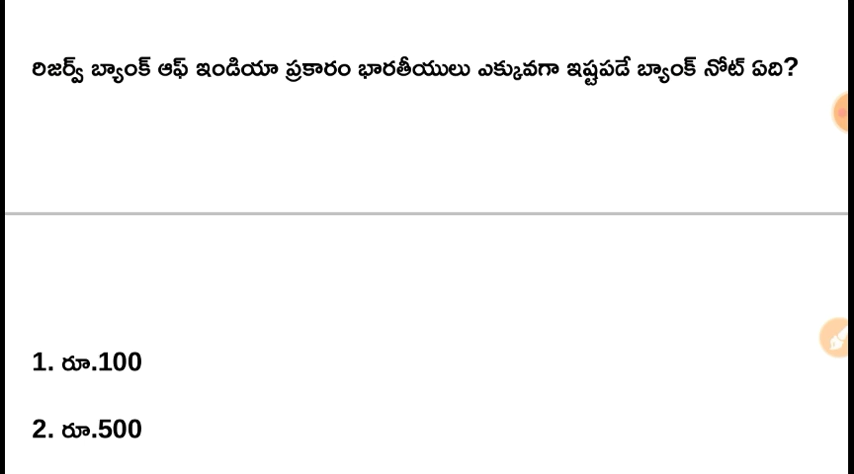 రిజర్వ్ బ్యాంక్ ఆఫ్ ఇండియా ప్రకారం భారతీయులు ఎక్కువగా ఇష్టపడే బ్యాంక్ నోట్ ఏది?
1. రూ.100
2. రూ.500